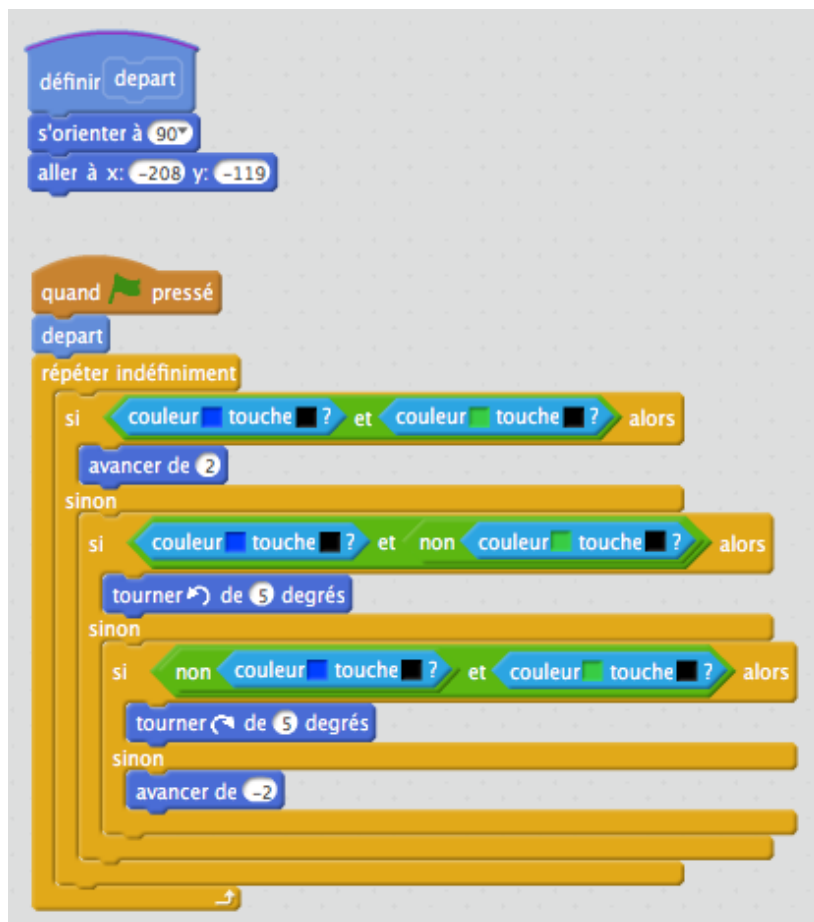 définir depart
s'orienter à 90
aller à x: -208 y: -119
quand pressé
depart
répéter indéfiniment
si couleur touche ? et couleur touche ? alors
avancer de 2
sinon
si couleur touche ? et non couleur touche ? alors
tourner de 5 degrés
sinon
si non couleur touche ? et couleur touche ? alors
tourner de 5 degrés
sinon
avancer de -2